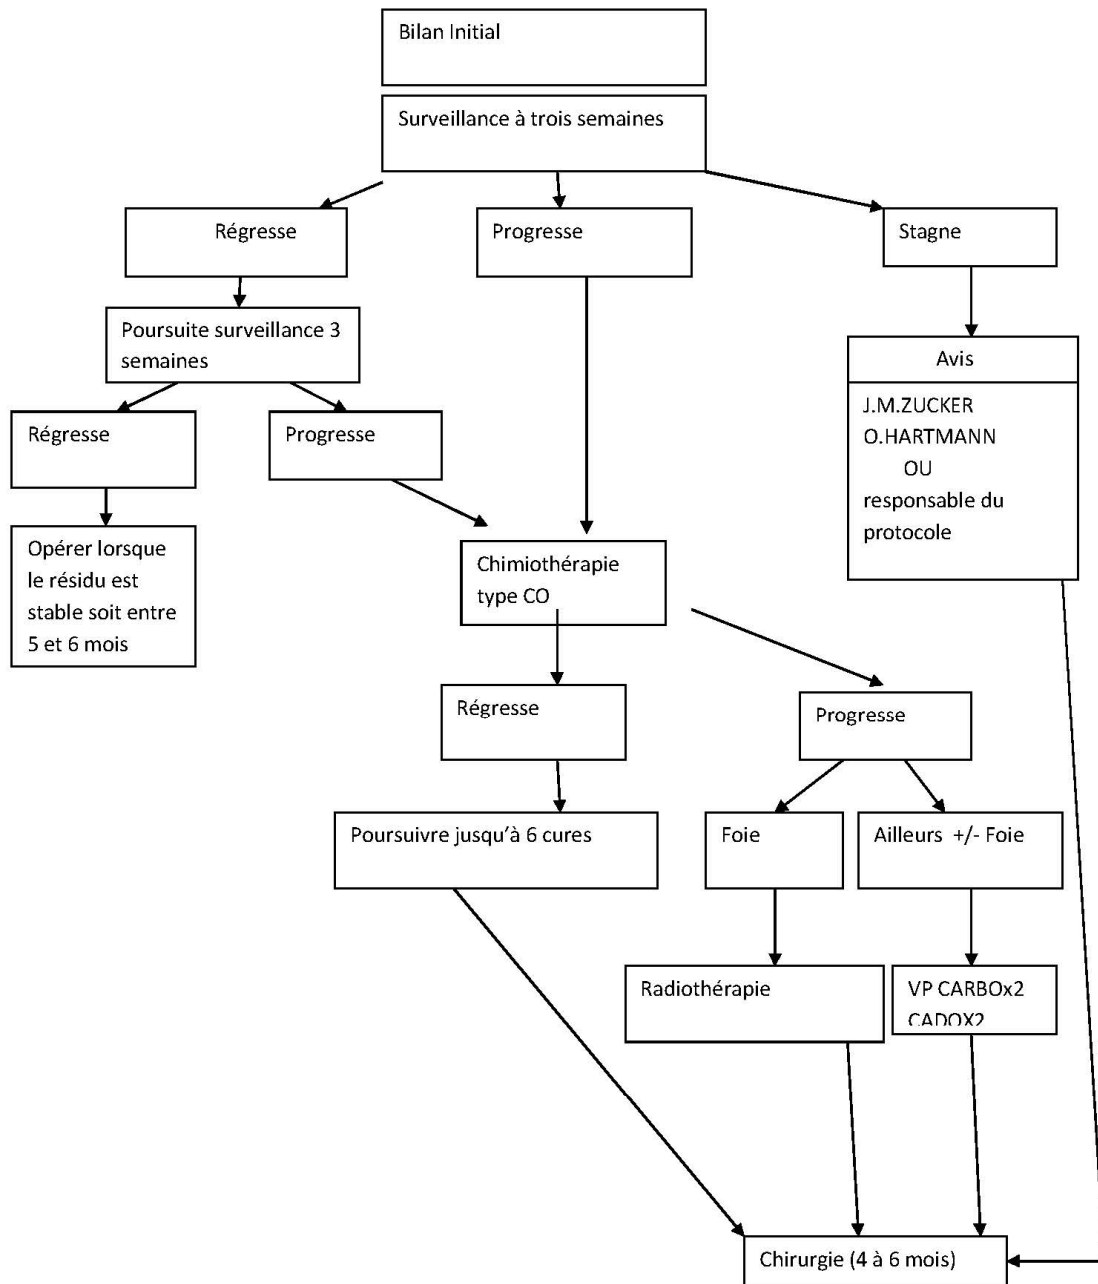 Bilan Initial
Surveillance à trois semaines
Régresse
Progresse
Stagne
Poursuite surveillance 3
semaines
Avis
J.M.ZUCKER
O.HARTMANN
OU
responsable du
protocole
Régresse
Progresse
Opérer lorsque
le résidu est
stable soit entre
5 et 6 mois
Chimiothérapie
type CO
Régresse
Progresse
Poursuivre jusqu'à 6 cures
Foie
Ailleurs +/- Foie
Radiothérapie
VP CARBOx2
CADOX2
Chirurgie (4 à 6 mois)